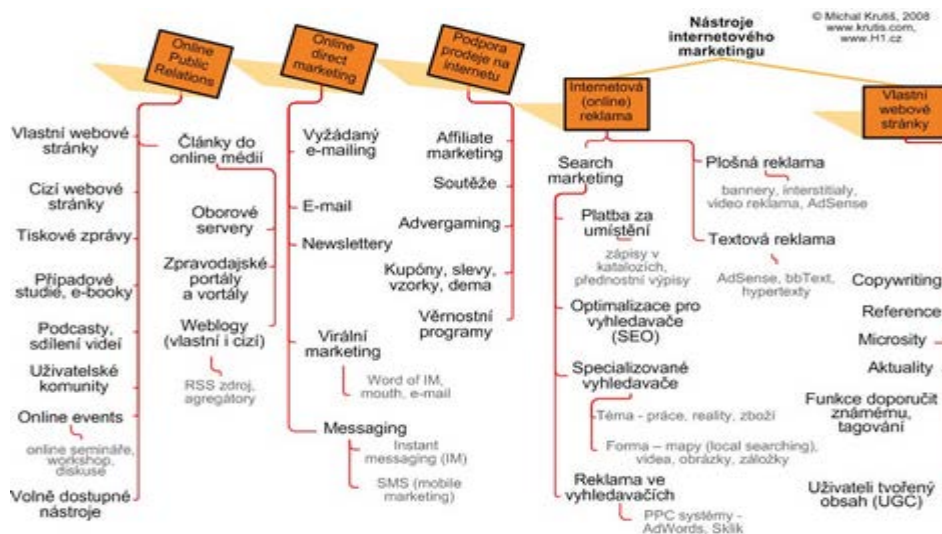 Nástroje
internetového
marketingu
© Michal Krutiš, 2008
www.krutis.com,
www.H1.cz
Online
Public
Relations
Vlastní webové
stránky
Cizí webové
stránky
Tiskové zprávy
Případové
studie, e-booky
Podcasty,
sdílení videí
Uživatelské
komunity
Online events
online semináře,
workshop,
diskuse
Volně dostupné
nástroje
Články do
online médií
Oborové
servery
Zpravodajské
portály
a vortály
Weblogy
(vlastní i cizí)
RSS zdroj,
agregátory
Online
direct
marketing
Vyžádaný
e-mailing
E-mail
Newslettery
Virální
marketing
Word of IM,
mouth, e-mail
Messaging
Instant
messaging (IM)
SMS (mobile
marketing)
Podpora
prodeje na
internetu
Affiliate
marketing
Soutěže
Advergaming
Kupóny, slevy,
vzorky, dema
Věrnostní
programy
Internetová
(online)
reklama
Search
marketing
Platba za
umístění
zápisy v
katalozích,
přednostní výpisy
Optimalizace pro
vyhledavače
(SEO)
Specializované
vyhledavače
Téma - práce, reality, zboží
Forma – mapy (local searching),
videa, obrázky, záložky
Reklama ve
vyhledavačích
PPC systémy -
AdWords, Sklik
Plošná reklama
bannery, interstitialy,
video reklama, AdSense
Textová reklama
AdSense, bbText,
hypertexty
Vlastní
webové
stránky
Copywriting
Reference
Microsity
Aktuality
Funkce doporučit
známému,
tagování
Uživateli tvořený
obsah (UGC)